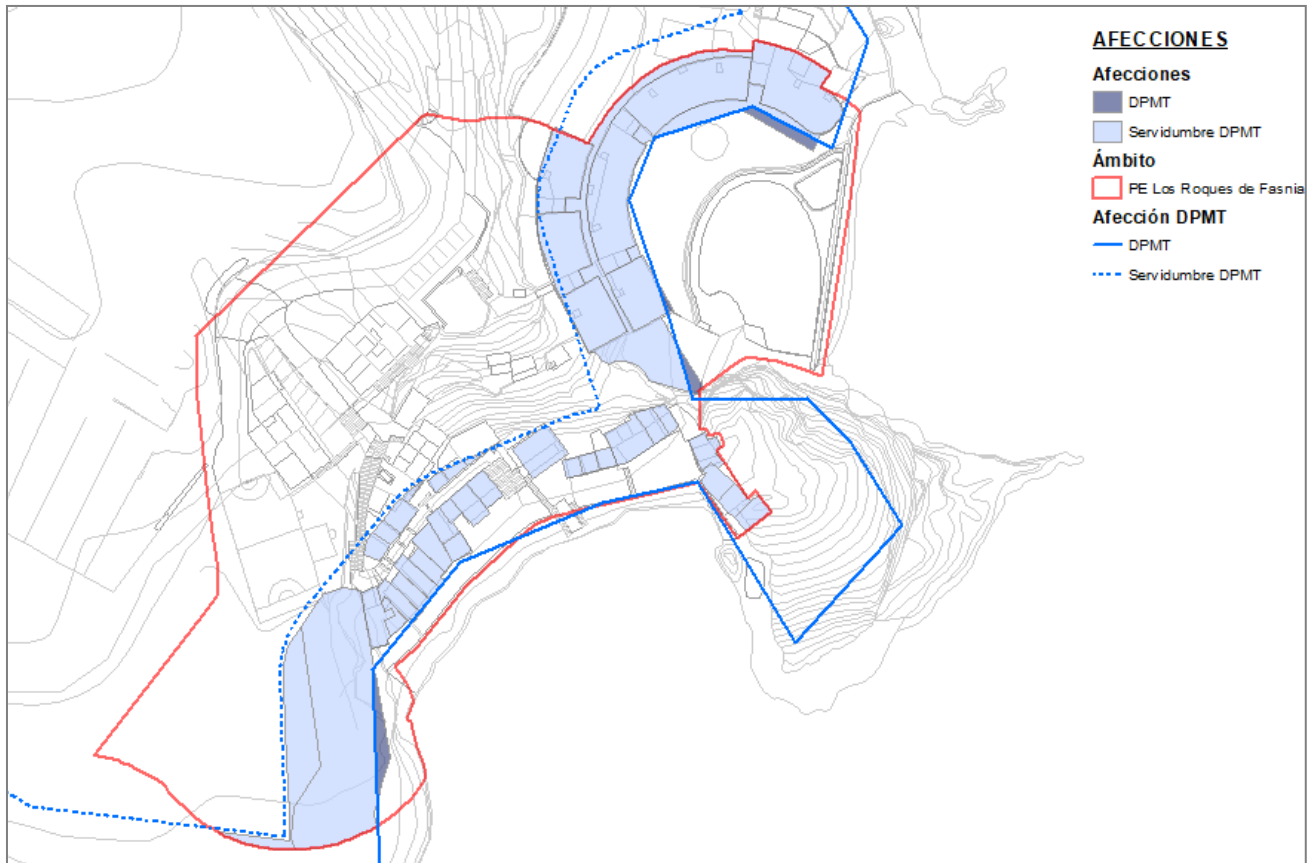 AFECCIONES
Afecciones
DPMT
Servidumbre DPMT
Ámbito
PE Los Roques de Fasnia
Afección DPMT
DPMT
Servidumbre DPMT